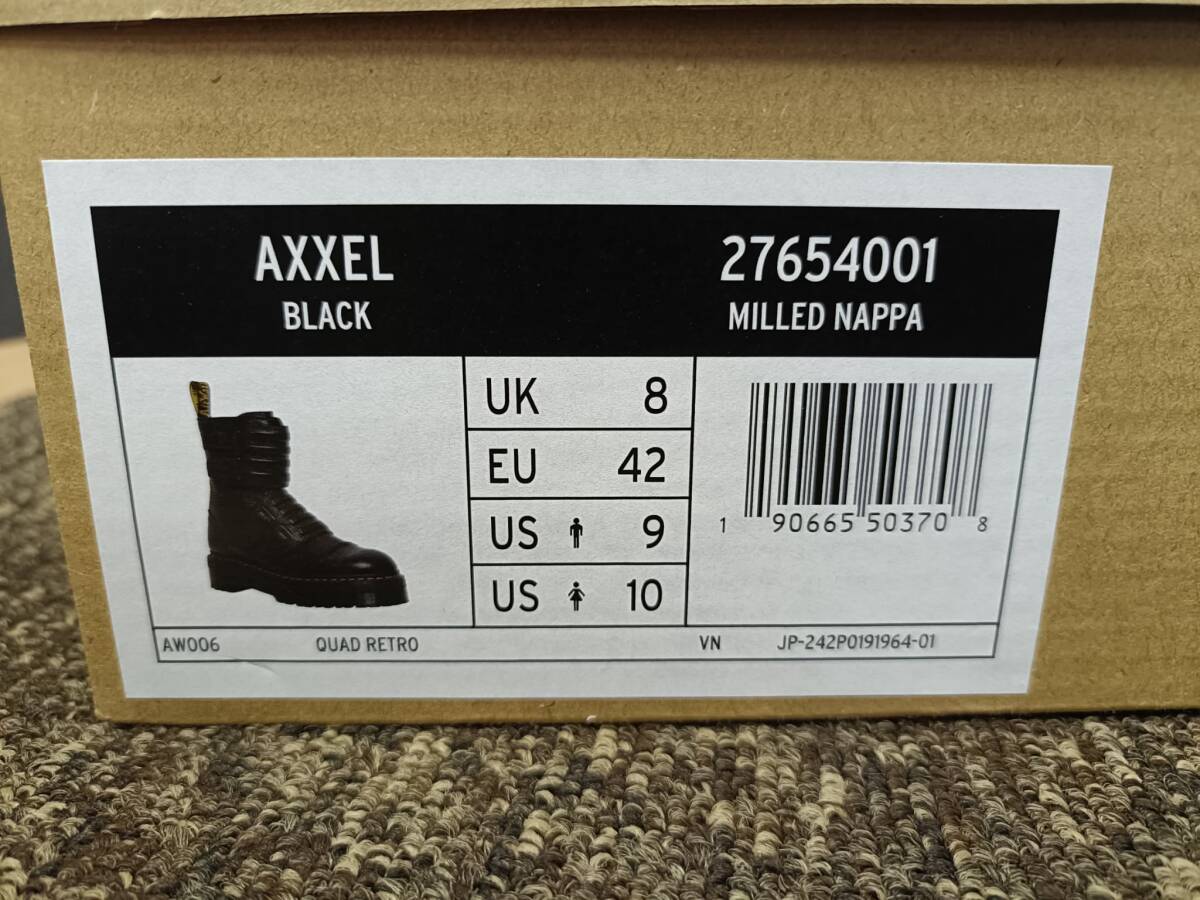 AXXEL
BLACK
27654001
MILLED NAPPA
UK 8
EU 42
US 9
US 10
1 90665 50370 8
AW006 QUAD RETRO VN JP-242P0191964-01